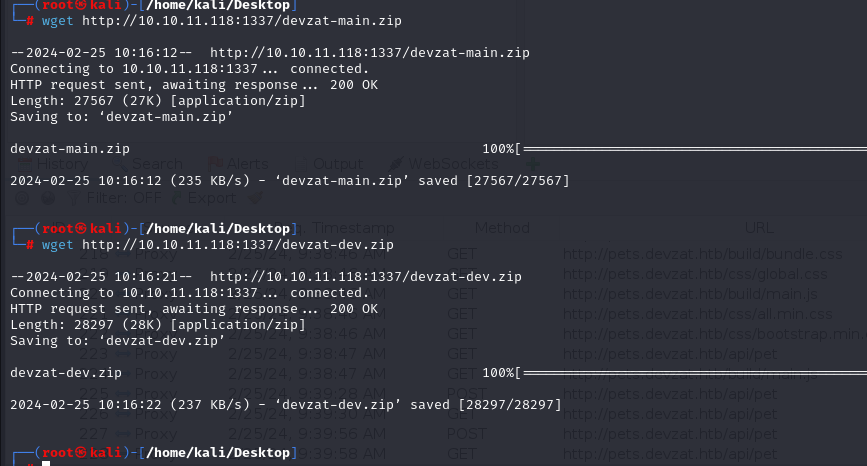 ┌──(root㉿kali)-[/home/kali/Desktop]
└─# wget http://10.10.11.118:1337/devzat-main.zip
--2024-02-25 10:16:12--  http://10.10.11.118:1337/devzat-main.zip
Connecting to 10.10.11.118:1337... connected.
HTTP request sent, awaiting response... 200 OK
Length: 27567 (27K) [application/zip]
Saving to: ‘devzat-main.zip’
devzat-main.zip 100%[
History Search Alerts Output WebSockets
2024-02-25 10:16:12 (235 KB/s) - ‘devzat-main.zip’ saved [27567/27567]
Filter: OFF Export
┌──(root㉿kali)-[/home/kali/Desktop]
Timestamp Method URL
└─# wget http://10.10.11.118:1337/devzat-dev.zip
218 Proxy 2/25/24, 9:38:46 AM GET http://pets.devzat.htb/build/bundle.css
--2024-02-25 10:16:21--  http://10.10.11.118:1337/devzat-dev.zip
GET http://pets.devzat.htb/css/global.css
Connecting to 10.10.11.118:1337... connected.
GET http://pets.devzat.htb/build/main.js
HTTP request sent, awaiting response... 200 OK
GET http://pets.devzat.htb/css/all.min.css
Length: 28297 (28K) [application/zip]
Proxy 2/25/24, 9:38:46 AM GET http://pets.devzat.htb/css/bootstrap.min.
Saving to: ‘devzat-dev.zip’
223 Proxy 2/25/24, 9:38:47 AM GET http://pets.devzat.htb/api/pet
devzat-dev.zip 100%[
2/25/24, 9:38:47 AM GET
225 Proxy POST http://pets.devzat.htb/api/pet
2024-02-25 10:16:22 (237 KB/s) - ‘devzat-dev.zip’ saved [28297/28297]
GET http://pets.devzat.htb/api/pet
227 Proxy 2/25/24, 9:39:56 AM POST http://pets.devzat.htb/api/pet
┌──(root㉿kali)-[/home/kali/Desktop]
9:39:58 AM GET http://pets.devzat.htb/api/pet
└─#